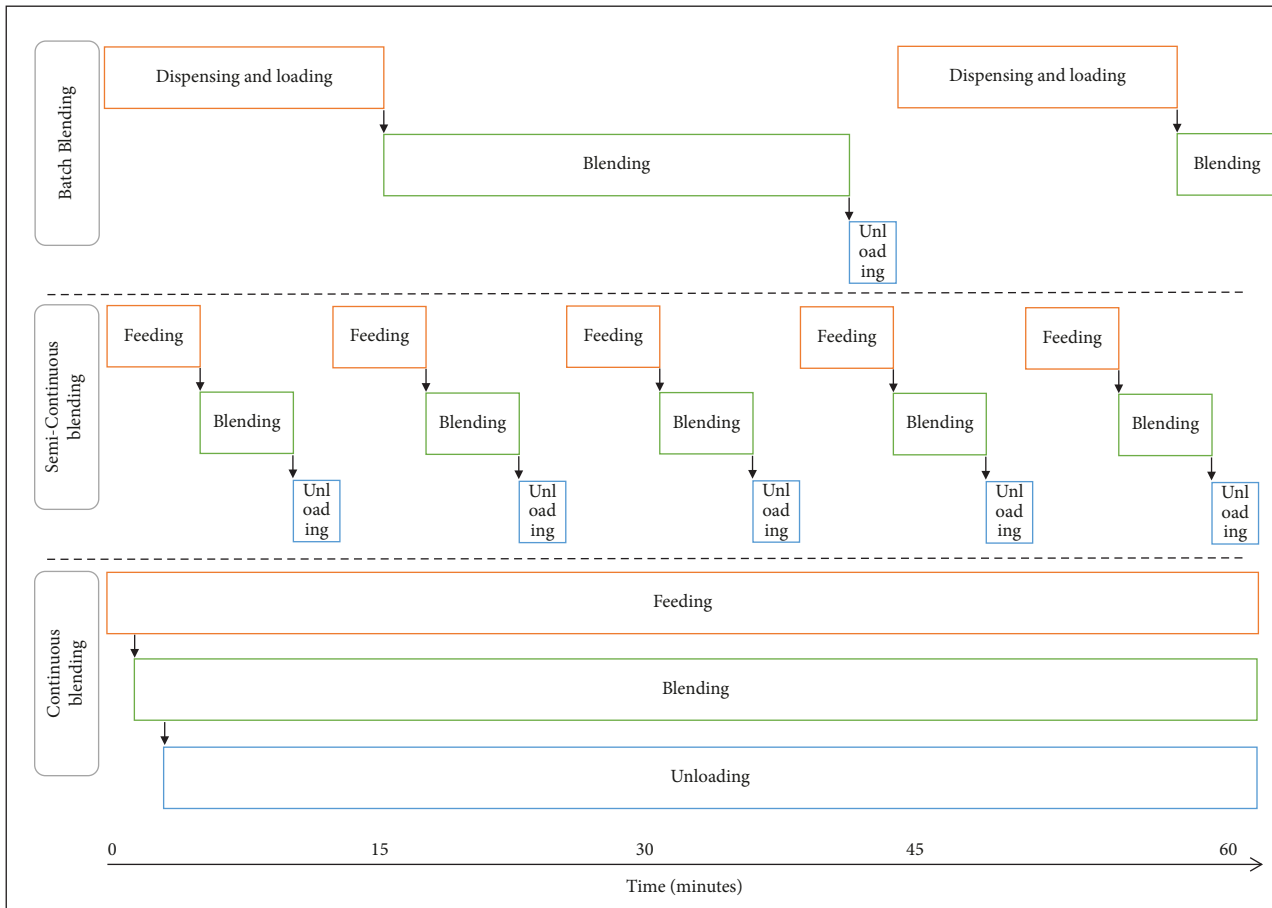 Batch Blending
Dispensing and loading
Dispensing and loading
Blending
Blending
Unl
oad
ing
Semi-Continuous
blending
Feeding
Feeding
Feeding
Feeding
Feeding
Blending
Blending
Blending
Blending
Blending
Unl
oad
ing
Unl
oad
ing
Unl
oad
ing
Unl
oad
ing
Unl
oad
ing
Continuous
blending
Feeding
Blending
Unloading
0
15
30
45
60
Time (minutes)